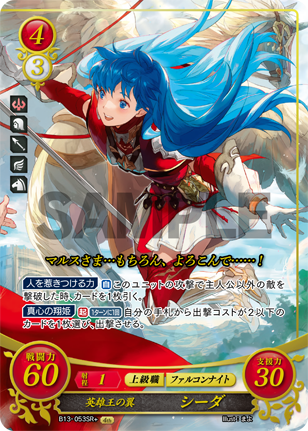 4
3
SAMPLE
マルスさま…もちろん、よろこんで……！
人を惹きつける力 自 このユニットの攻撃で主人公以外の敵を
撃破した時、カードを1枚引く。
真心の翔姫 起 1ターンに1回 自分の手札から出撃コストが2以下の
カードを1枚選び、出撃させる。
戦闘力
60
射程 1 上級職 ファルコンナイト
支援力
30
英雄王の翼 シーダ
B13-053SR+
Illust: まよ